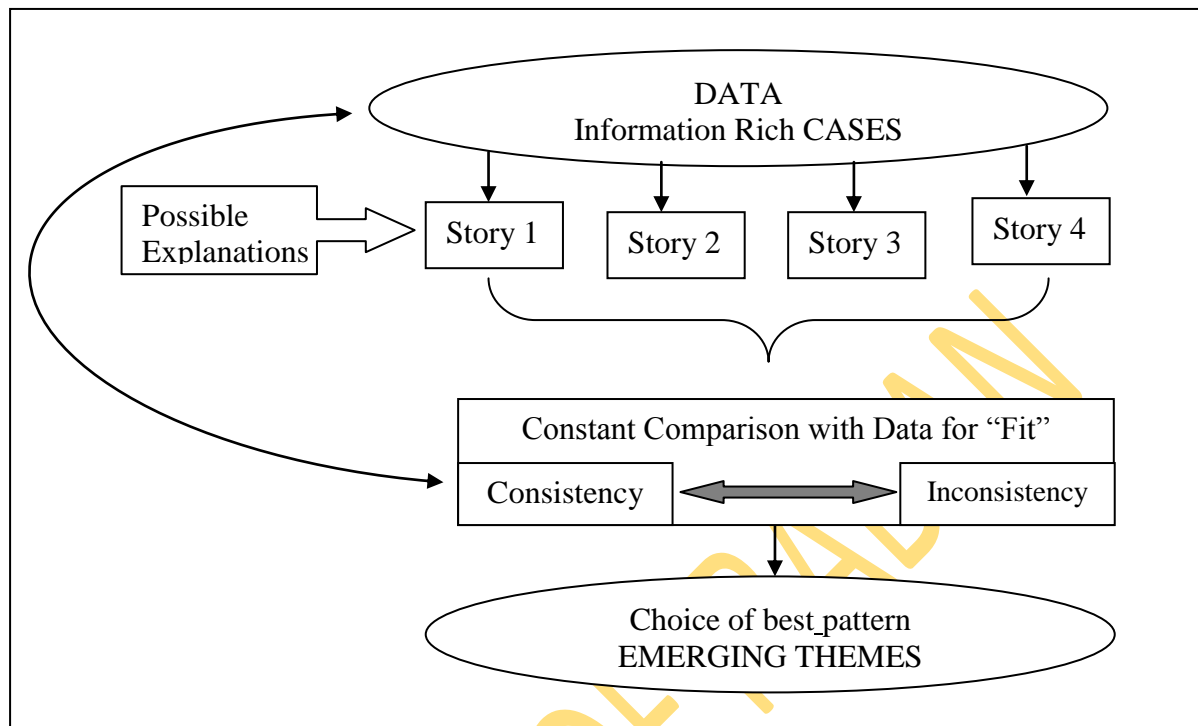 DATA
Information Rich CASES
Possible
Explanations
Story 1
Story 2
Story 3
Story 4
Constant Comparison with Data for “Fit”
Consistency
Inconsistency
Choice of best pattern
EMERGING THEMES